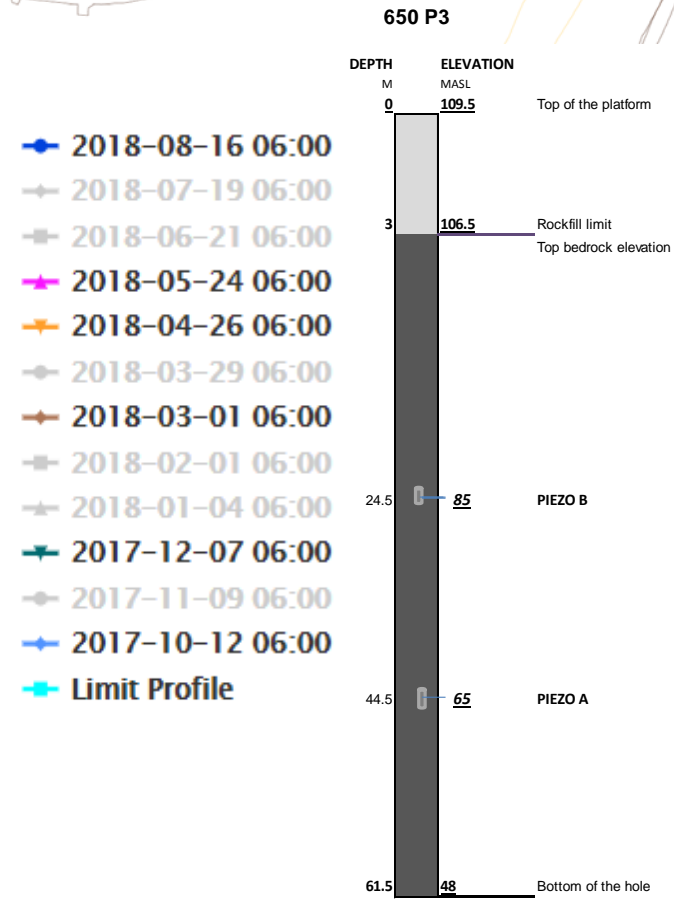 650 P3
DEPTH ELEVATION
M MASL
0 109.5 Top of the platform
3 106.5 Rockfill limit
Top bedrock elevation
24.5 85 PIEZO B
44.5 65 PIEZO A
61.5 48 Bottom of the hole
2018-08-16 06:00
2018-07-19 06:00
2018-06-21 06:00
2018-05-24 06:00
2018-04-26 06:00
2018-03-29 06:00
2018-03-01 06:00
2018-02-01 06:00
2018-01-04 06:00
2017-12-07 06:00
2017-11-09 06:00
2017-10-12 06:00
Limit Profile